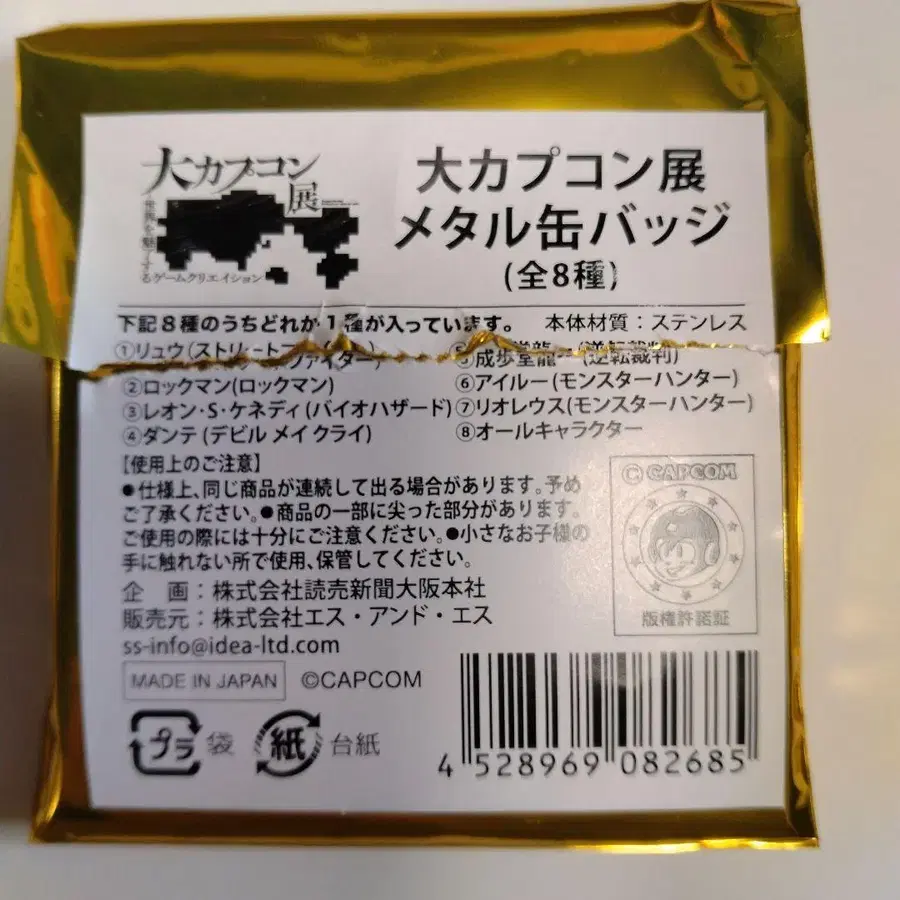 大カプコン展
世界を魅了するゲームクリエイション
大カプコン展
メタル缶バッジ
(全8種)
下記8種のうちどれか1種が入っています。 本体材質：ステンレス
①リュウ(ストリートファイター)
②ロックマン(ロックマン)
③レオン・S・ケネディ(バイオハザード)
④ダンテ(デビル メイ クライ)
⑤成歩堂龍一(逆転裁判)
⑥アイルー(モンスターハンター)
⑦リオレウス(モンスターハンター)
⑧オールキャラクター
【使用上のご注意】
●仕様上、同じ商品が連続して出る場合があります。予め
ご了承ください。●商品の一部に尖った部分があります。
ご使用の際には十分にご注意ください。●小さなお子様の
手に触れない所で使用、保管してください。
企 画：株式会社読売新聞大阪本社
販売元：株式会社エス・アンド・エス
ss-info@idea-ltd.com
MADE IN JAPAN ©CAPCOM
© CAPCOM
版権許諾証
プラ 袋 紙 台紙
4 528969 082685